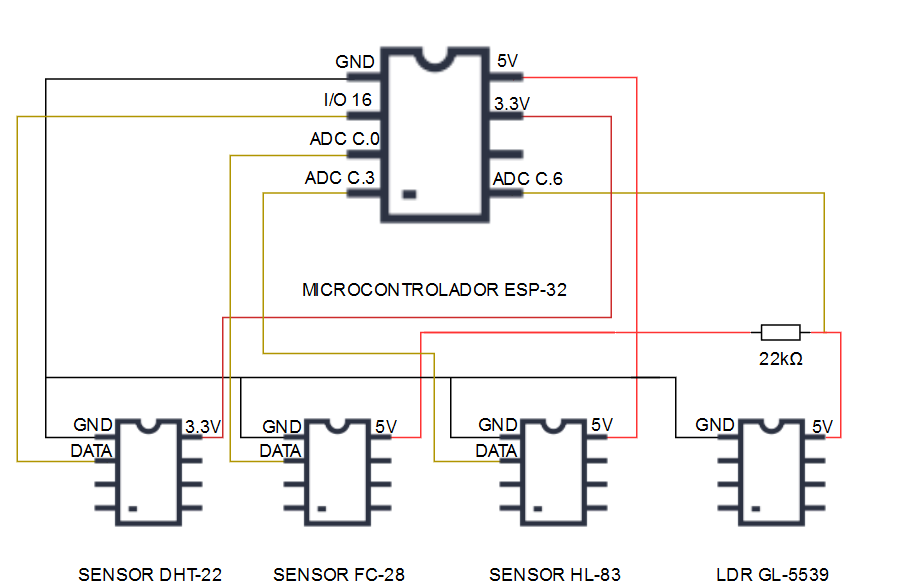 GND
5V
I/O 16
3.3V
ADC C.0
ADC C.3
ADC C.6
MICROCONTROLADOR ESP-32
22kΩ
GND
3.3V
GND
5V
GND
5V
GND
5V
DATA
DATA
DATA
SENSOR DHT-22
SENSOR FC-28
SENSOR HL-83
LDR GL-5539